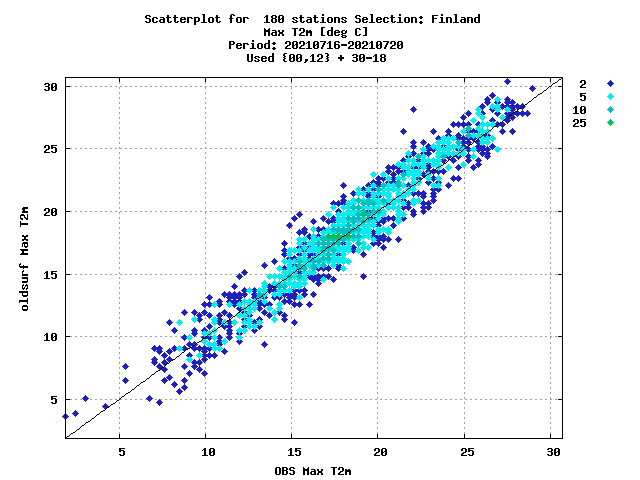 Scatterplot for  180 stations Selection: Finland
Max T2m [deg C]
Period: 20210716-20210720
Used {00,12} + 30-18
30
25
20
15
10
5
oldsurf Max T2m
5 10 15 20 25 30
OBS Max T2m
2
5
10
25